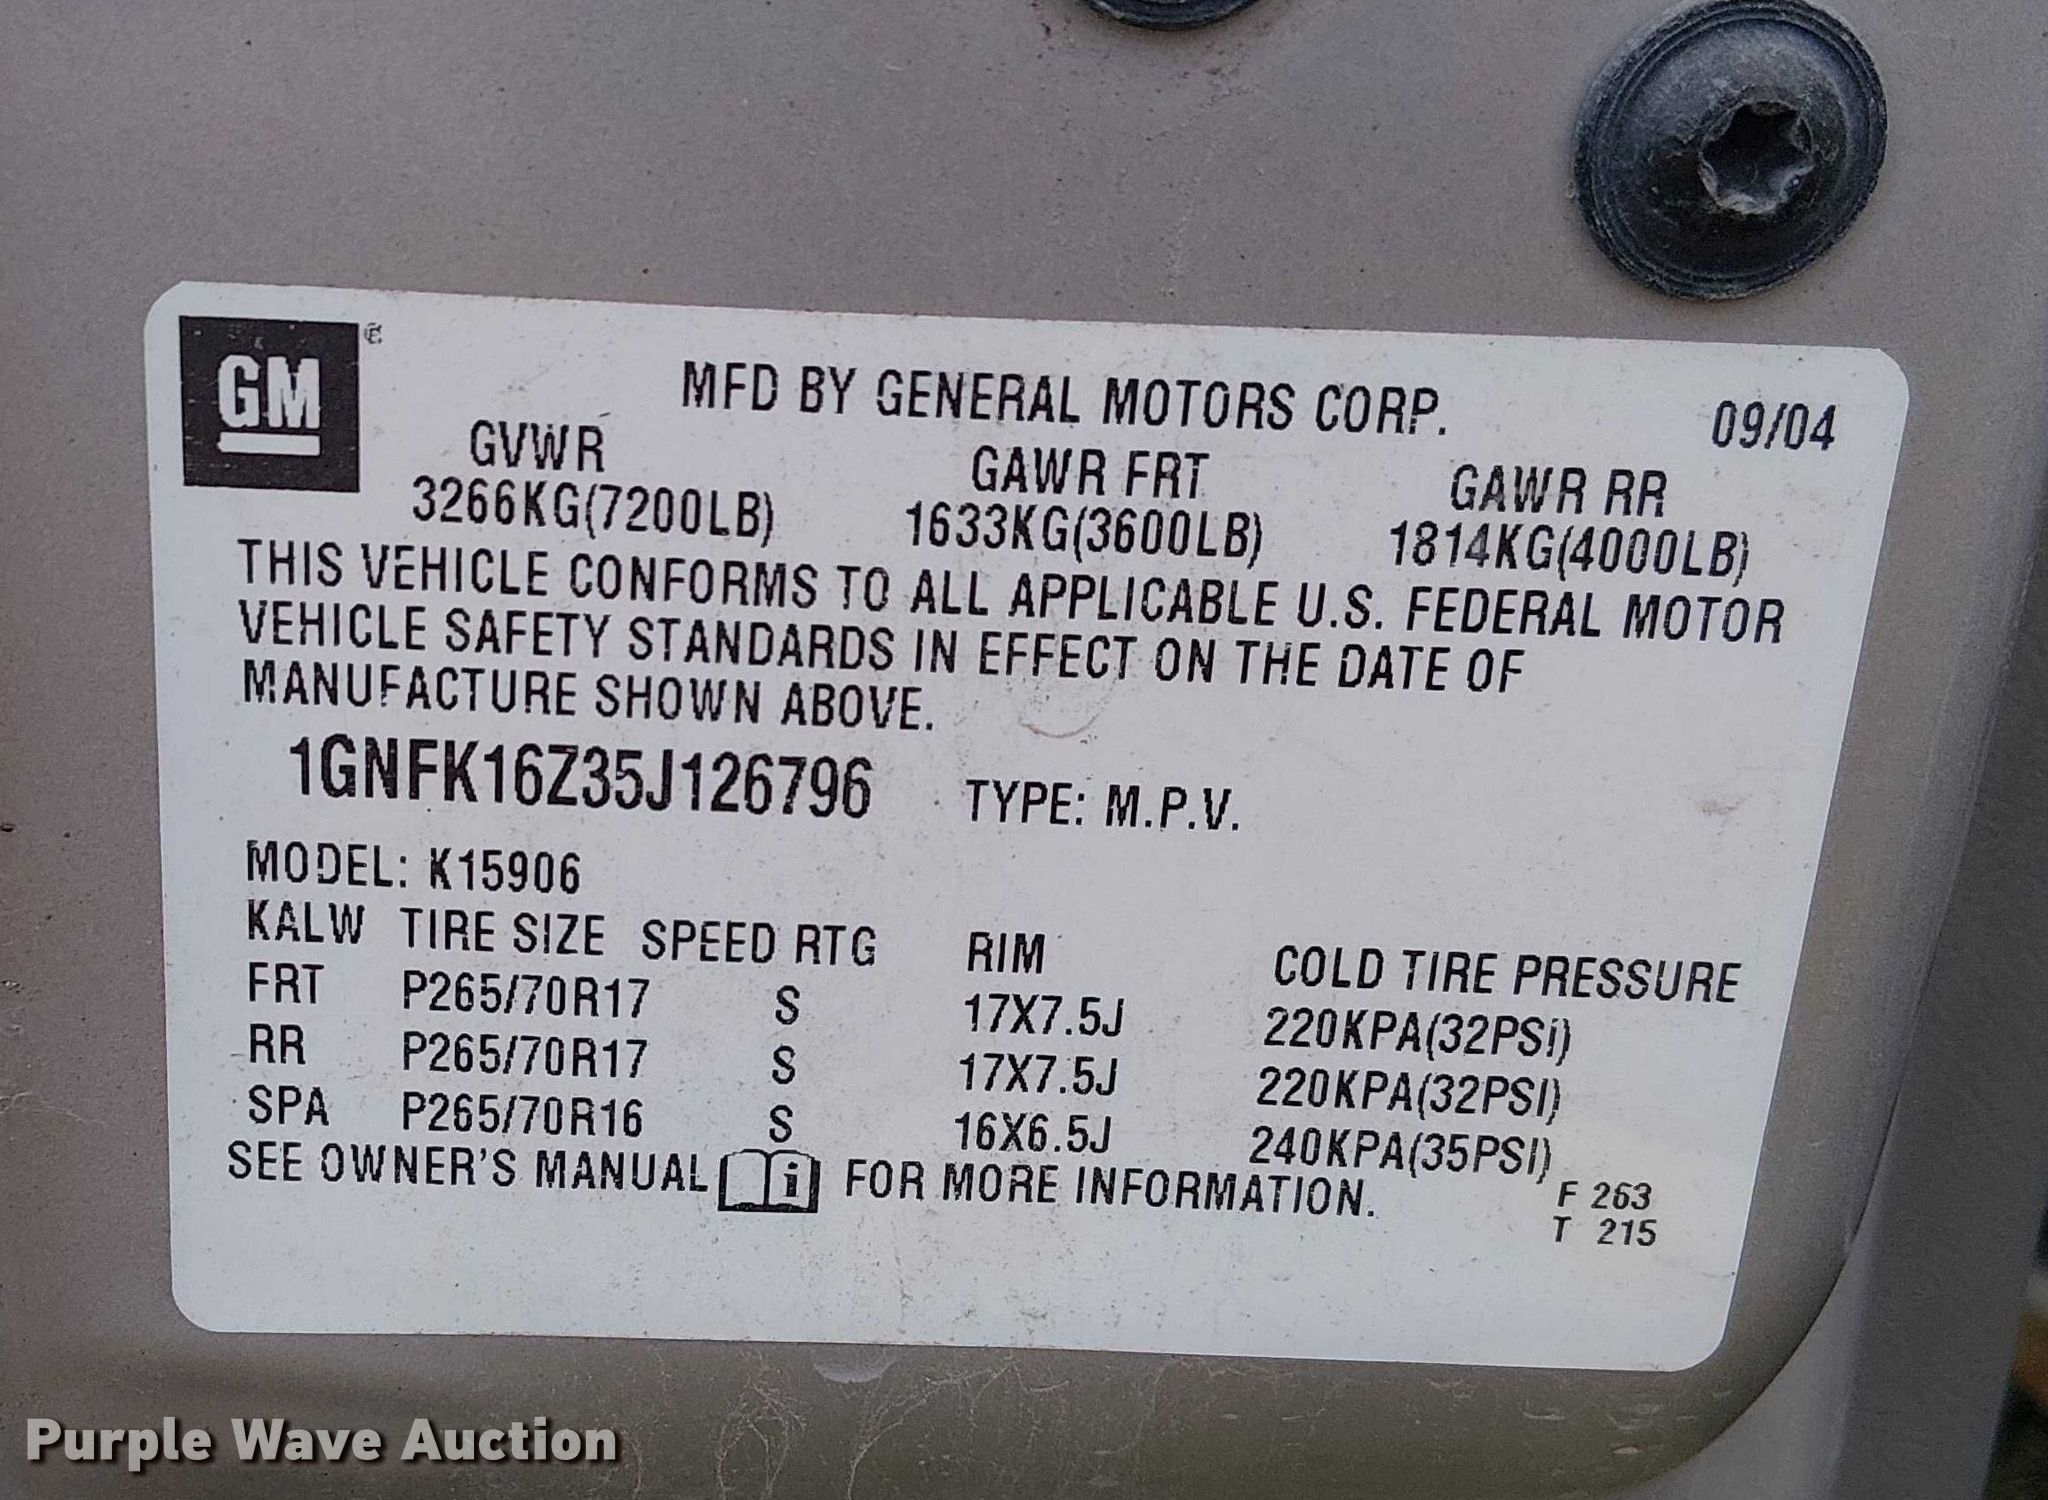 GM
MFD BY GENERAL MOTORS CORP. 09/04
GVWR GAWR FRT GAWR RR
3266KG(7200LB) 1633KG(3600LB) 1814KG(4000LB)
THIS VEHICLE CONFORMS TO ALL APPLICABLE U.S. FEDERAL MOTOR
VEHICLE SAFETY STANDARDS IN EFFECT ON THE DATE OF
MANUFACTURE SHOWN ABOVE.
1GNFK16Z35J126796 TYPE: M.P.V.
MODEL: K15906
KALW TIRE SIZE SPEED RTG RIM COLD TIRE PRESSURE
FRT P265/70R17 S 17X7.5J 220KPA(32PSi)
RR P265/70R17 S 17X7.5J 220KPA(32PSI)
SPA P265/70R16 S 16X6.5J 240KPA(35PSI)
SEE OWNER'S MANUAL i FOR MORE INFORMATION.
F 263
T 215
Purple Wave Auction